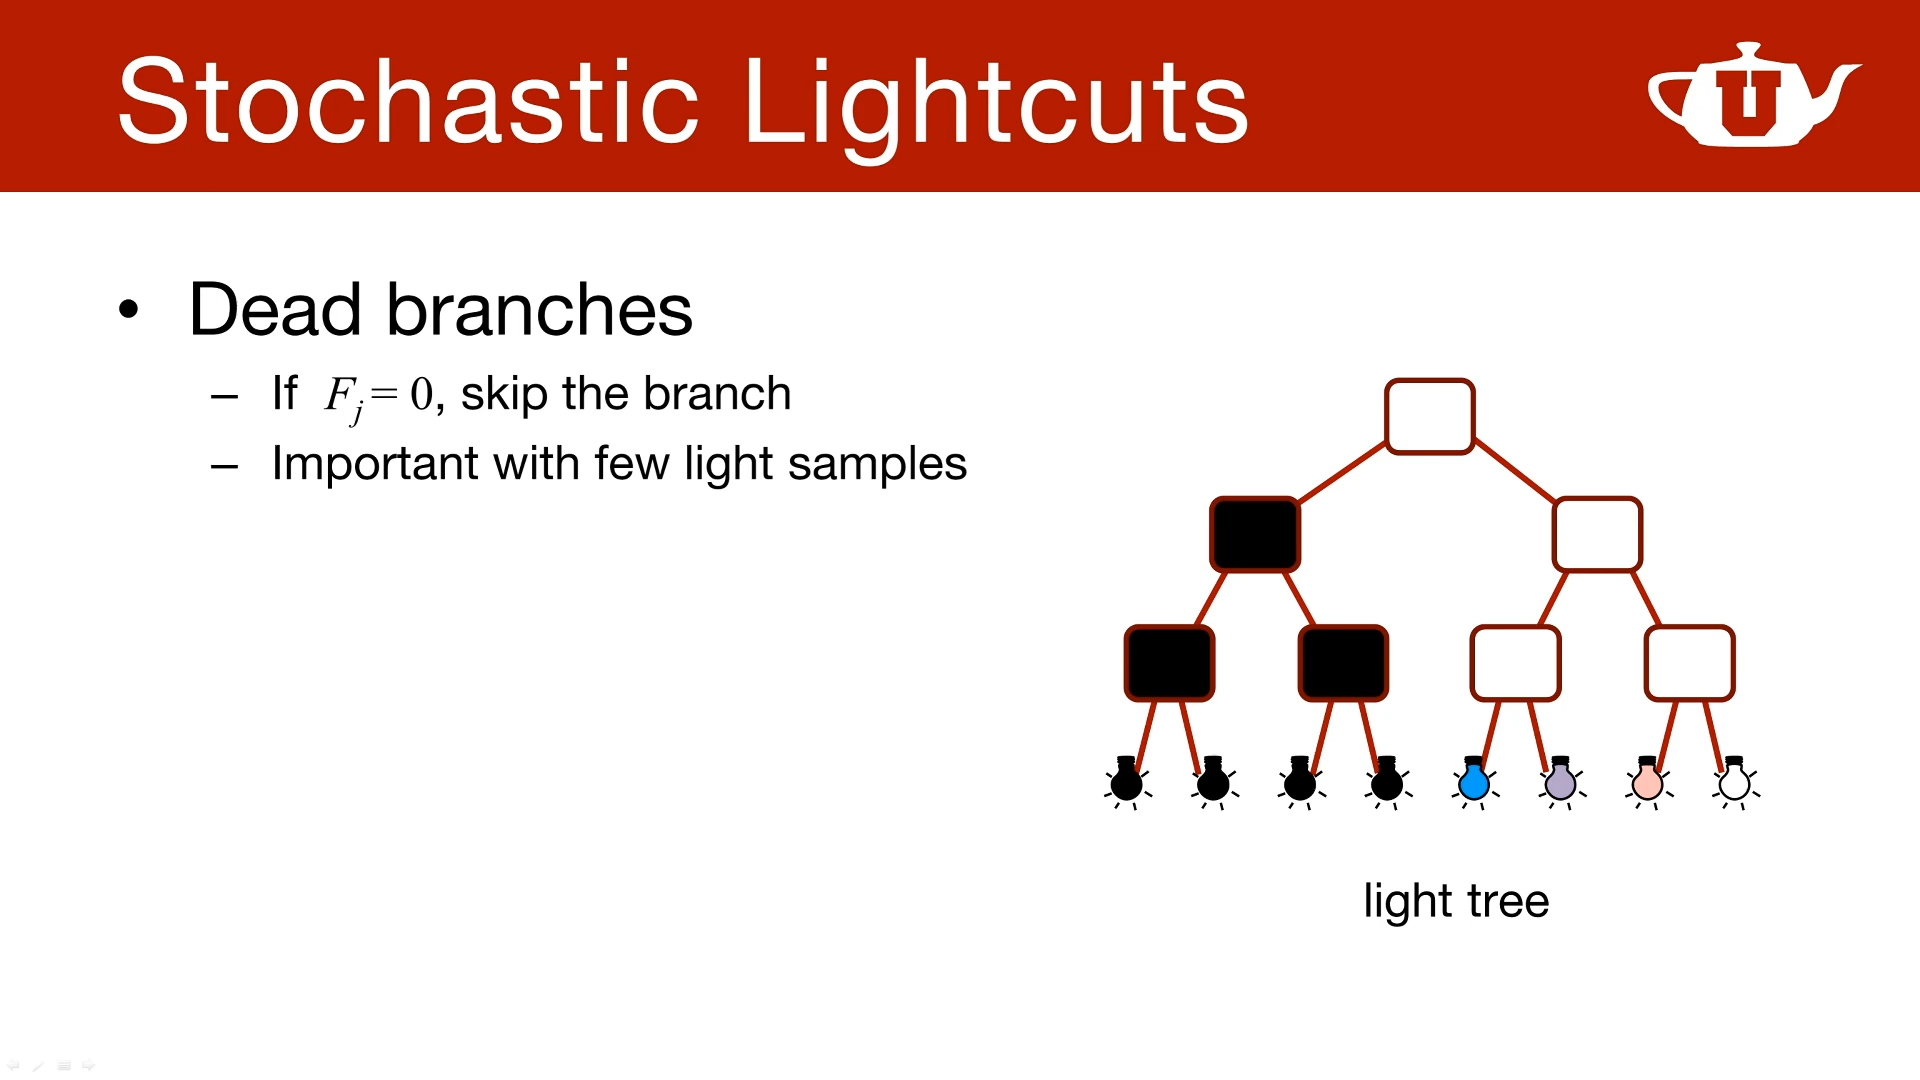 Stochastic Lightcuts
U
• Dead branches
– If F_j = 0, skip the branch
– Important with few light samples
light tree